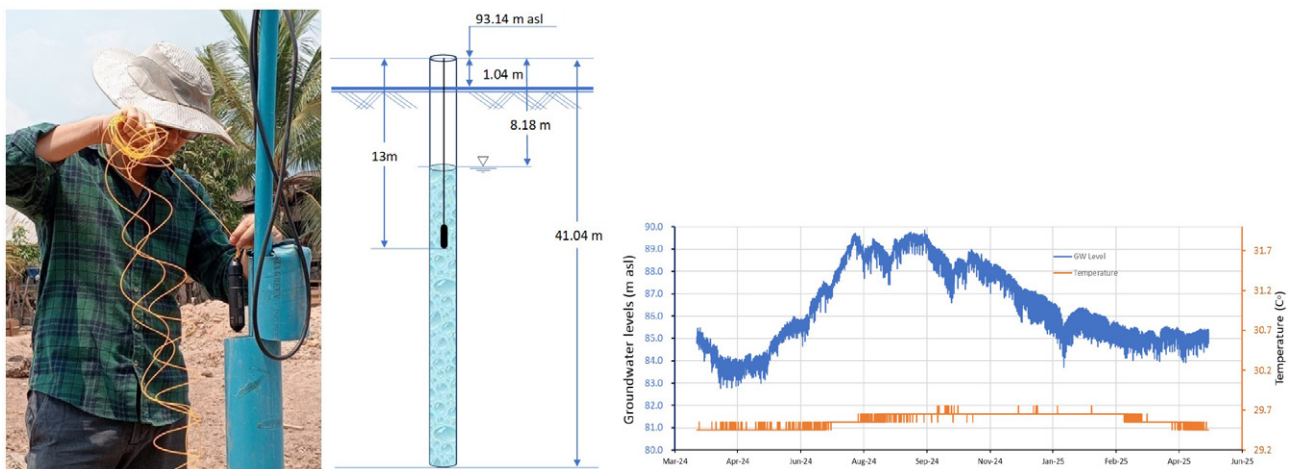 93.14 m asl
1.04 m
8.18 m
13m
41.04 m
Groundwater levels (m asl)
90.0
89.0
88.0
87.0
86.0
85.0
84.0
83.0
82.0
81.0
80.0
GW Level
Temperature
31.7
31.2
30.7
30.2
29.7
29.2
Temperature (C°)
Mar-24 Apr-24 Jun-24 Aug-24 Sep-24 Nov-24 Jan-25 Feb-25 Apr-25 Jun-25